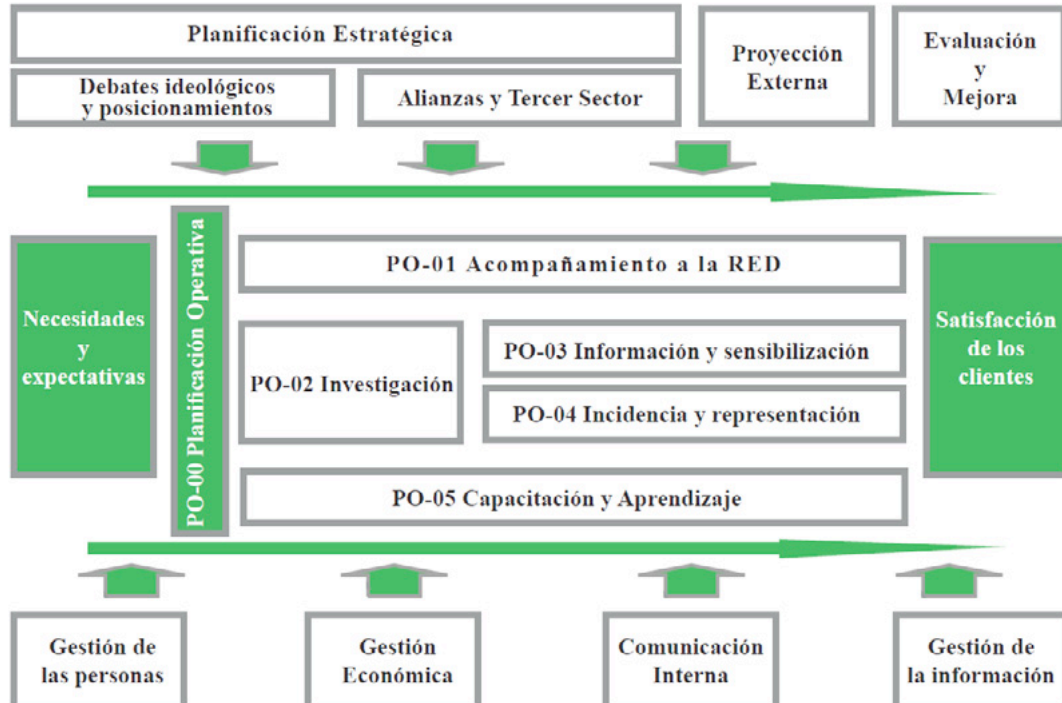 Planificación Estratégica
Debates ideológicos
y posicionamientos
Alianzas y Tercer Sector
Proyección
Externa
Evaluación
y
Mejora
Necesidades
y
expectativas
PO-00 Planificación Operativa
PO-01 Acompañamiento a la RED
PO-02 Investigación
PO-03 Información y sensibilización
PO-04 Incidencia y representación
PO-05 Capacitación y Aprendizaje
Satisfacción
de los
clientes
Gestión de
las personas
Gestión
Económica
Comunicación
Interna
Gestión de
la información